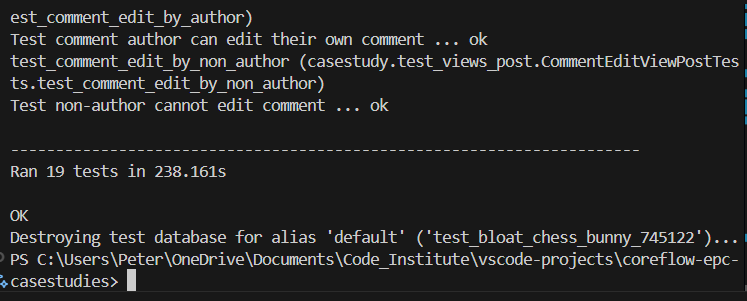 est_comment_edit_by_author)
Test comment author can edit their own comment ... ok
test_comment_edit_by_non_author (casestudy.test_views_post.CommentEditViewPostTes
ts.test_comment_edit_by_non_author)
Test non-author cannot edit comment ... ok
----------------------------------------------------------------------
Ran 19 tests in 238.161s
OK
Destroying test database for alias 'default' ('test_bloat_chess_bunny_745122')...
PS C:\Users\Peter\OneDrive\Documents\Code_Institute\vscode-projects\coreflow-epc-
casestudies>